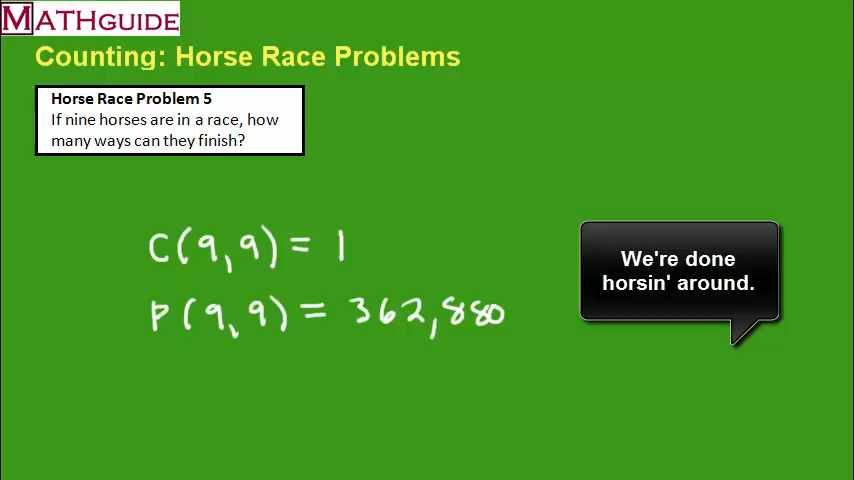 MATHGUIDE
Counting: Horse Race Problems
Horse Race Problem 5
If nine horses are in a race, how
many ways can they finish?
C(9,9) = 1
We're done
horsin' around.
P(9,9) = 362,880